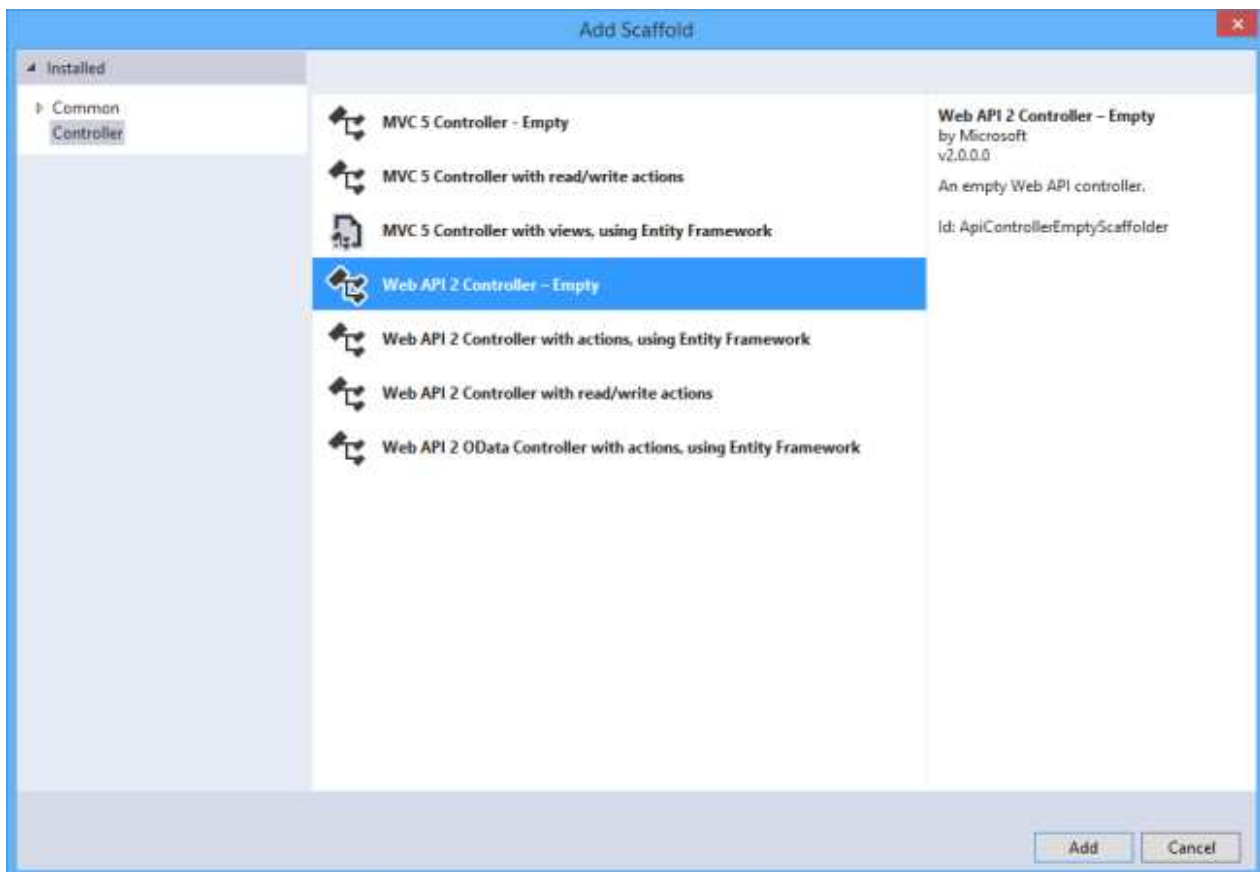 Add Scaffold
Installed
Common
Controller
MVC 5 Controller - Empty
MVC 5 Controller with read/write actions
MVC 5 Controller with views, using Entity Framework
Web API 2 Controller – Empty
Web API 2 Controller with actions, using Entity Framework
Web API 2 Controller with read/write actions
Web API 2 OData Controller with actions, using Entity Framework
Web API 2 Controller – Empty
by Microsoft
v2.0.0.0
An empty Web API controller.
Id: ApiControllerEmptyScaffolder
Add
Cancel